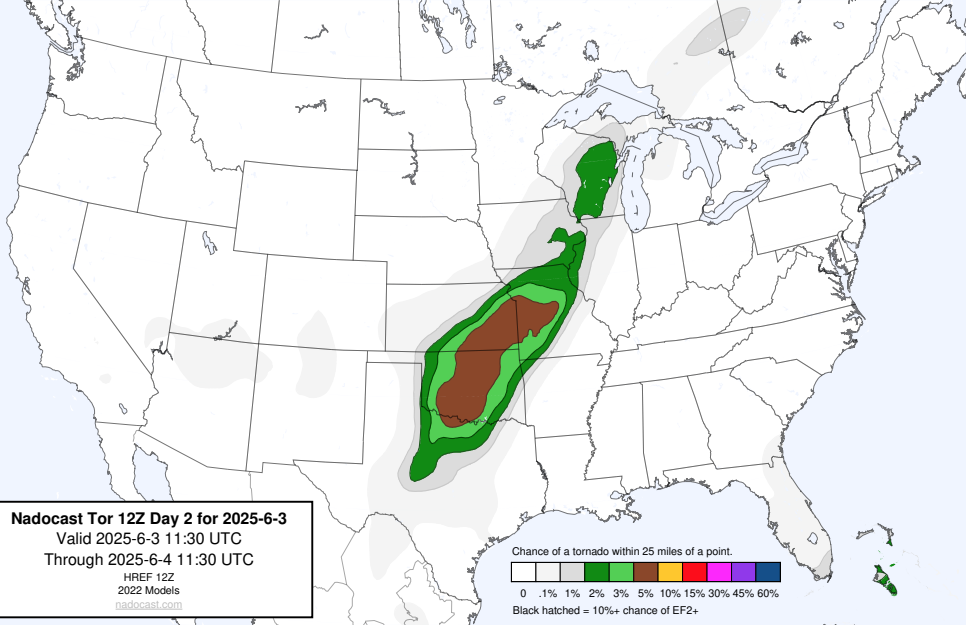 Nadocast Tor 12Z Day 2 for 2025-6-3
Valid 2025-6-3 11:30 UTC
Through 2025-6-4 11:30 UTC
HREF 12Z
2022 Models
nadocast.com
Chance of a tornado within 25 miles of a point.
0 .1% 1% 2% 3% 5% 10% 15% 30% 45% 60%
Black hatched = 10%+ chance of EF2+